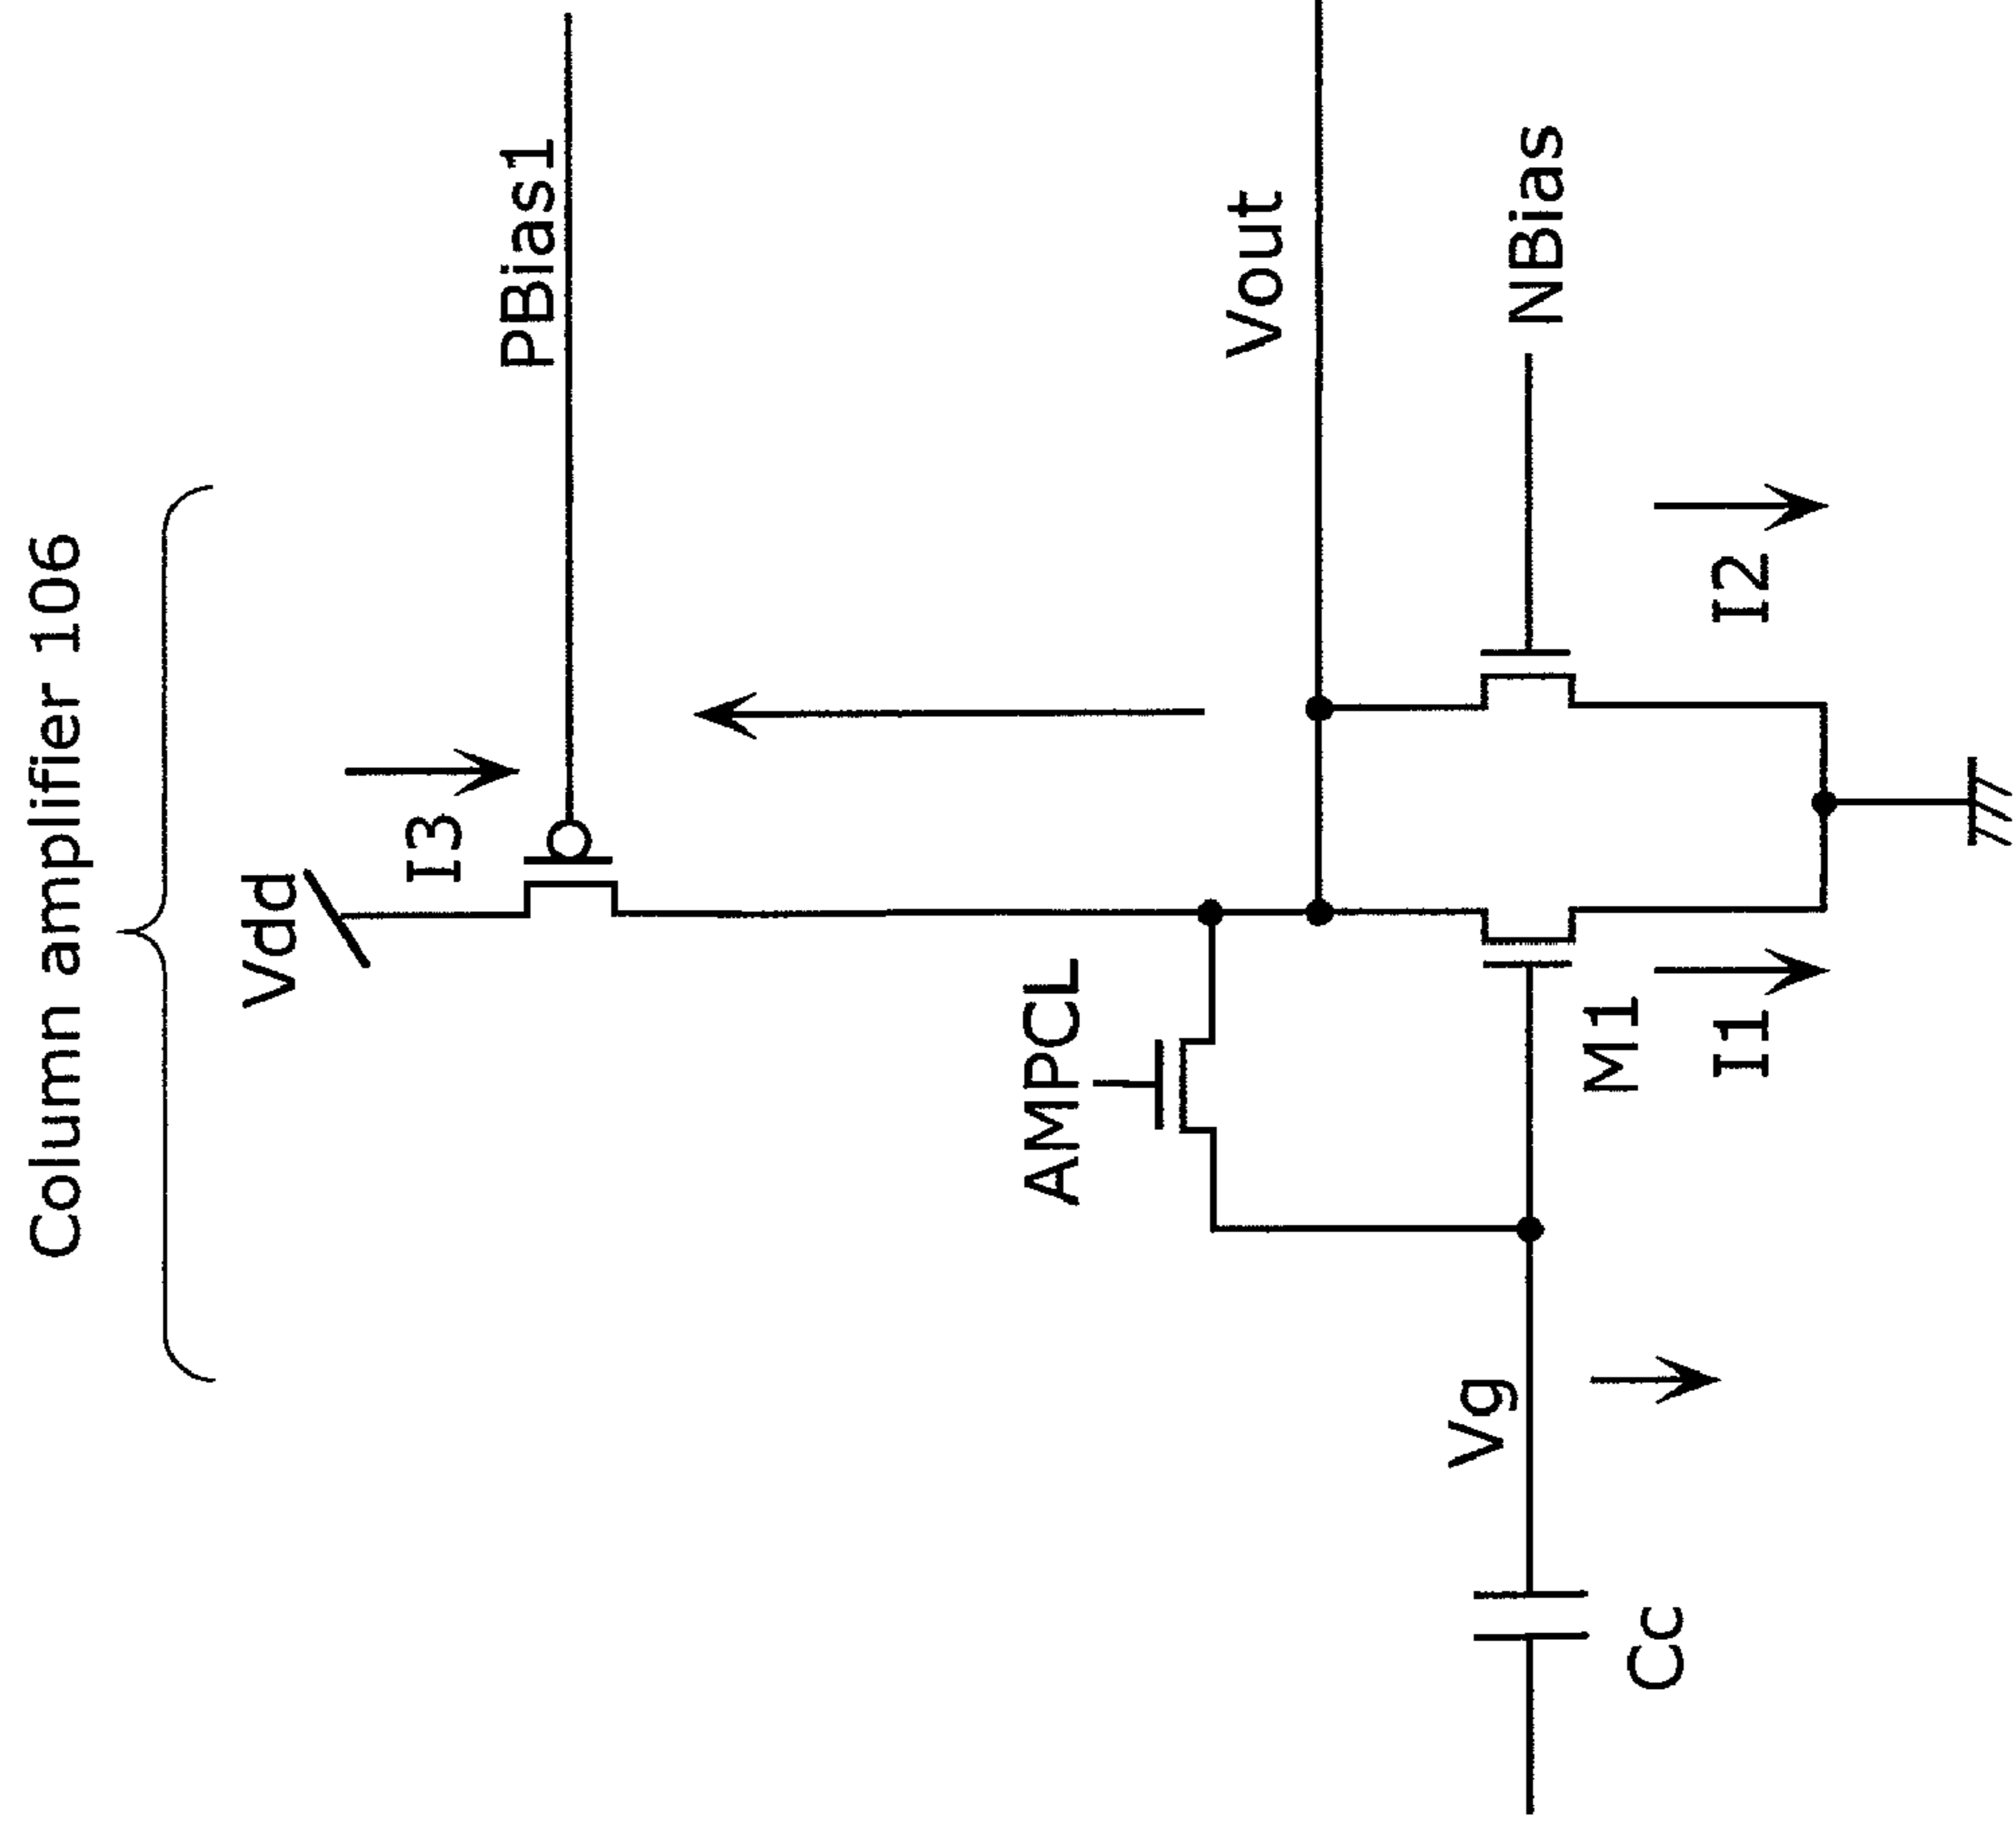 Column amplifier 106
Vdd
I3
PBias1
AMPCL
Vout
Vg
NBias
M1
Cc
I1
I2